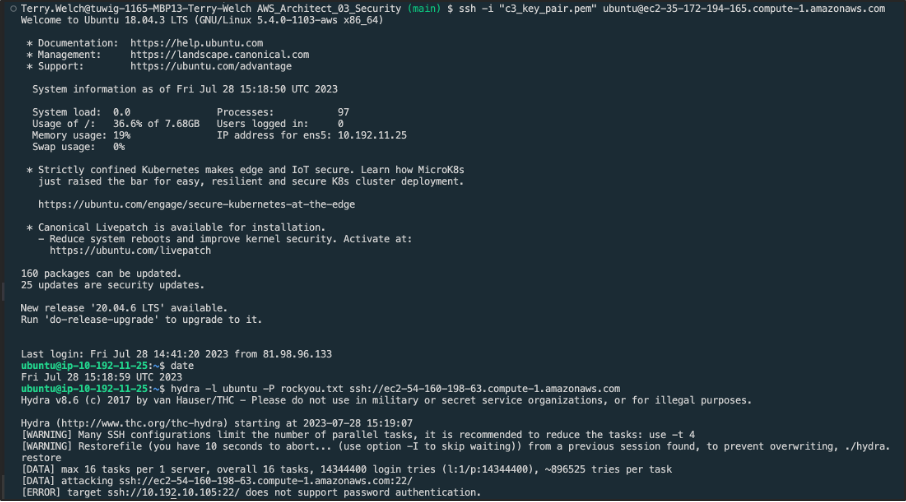 Terry.Welch@tuwig-1165-MBP13-Terry-Welch AWS_Architect_03_Security (main) $ ssh -i "c3_key_pair.pem" ubuntu@ec2-35-172-194-165.compute-1.amazonaws.com
Welcome to Ubuntu 18.04.3 LTS (GNU/Linux 5.4.0-1103-aws x86_64)
* Documentation:  https://help.ubuntu.com
* Management:     https://landscape.canonical.com
* Support:        https://ubuntu.com/advantage
System information as of Fri Jul 28 15:18:50 UTC 2023
System load:  0.0               Processes:           97
Usage of /:   36.6% of 7.68GB   Users logged in:     0
Memory usage: 19%               IP address for ens5: 10.192.11.25
Swap usage:   0%
* Strictly confined Kubernetes makes edge and IoT secure. Learn how MicroK8s
just raised the bar for easy, resilient and secure K8s cluster deployment.
https://ubuntu.com/engage/secure-kubernetes-at-the-edge
* Canonical Livepatch is available for installation.
- Reduce system reboots and improve kernel security. Activate at:
https://ubuntu.com/livepatch
160 packages can be updated.
25 updates are security updates.
New release '20.04.6 LTS' available.
Run 'do-release-upgrade' to upgrade to it.
Last login: Fri Jul 28 14:41:20 2023 from 81.98.96.133
ubuntu@ip-10-192-11-25:~$ date
Fri Jul 28 15:18:59 UTC 2023
ubuntu@ip-10-192-11-25:~$ hydra -l ubuntu -P rockyou.txt ssh://ec2-54-160-198-63.compute-1.amazonaws.com
Hydra v8.6 (c) 2017 by van Hauser/THC - Please do not use in military or secret service organizations, or for illegal purposes.
Hydra (http://www.thc.org/thc-hydra) starting at 2023-07-28 15:19:07
[WARNING] Many SSH configurations limit the number of parallel tasks, it is recommended to reduce the tasks: use -t 4
[WARNING] Restorefile (you have 10 seconds to abort... (use option -I to skip waiting)) from a previous session found, to prevent overwriting, ./hydra.
restore
[DATA] max 16 tasks per 1 server, overall 16 tasks, 14344400 login tries (l:1/p:14344400), ~896525 tries per task
[DATA] attacking ssh://ec2-54-160-198-63.compute-1.amazonaws.com:22/
[ERROR] target ssh://10.192.10.105:22/ does not support password authentication.